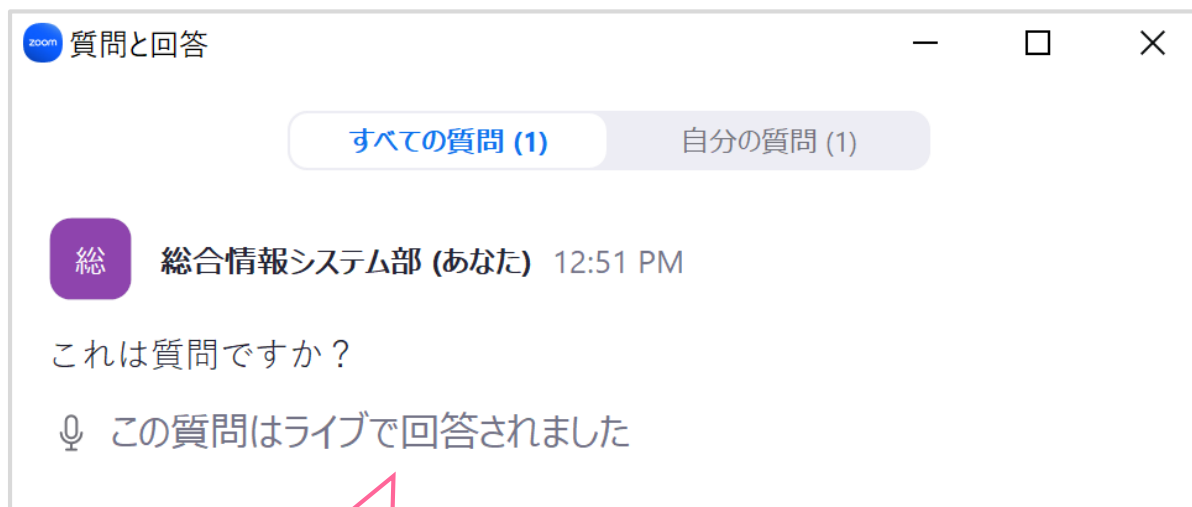 zoom 質問と回答
すべての質問 (1) 自分の質問 (1)
総 総合情報システム部 (あなた) 12:51 PM
これは質問ですか？
この質問はライブで回答されました